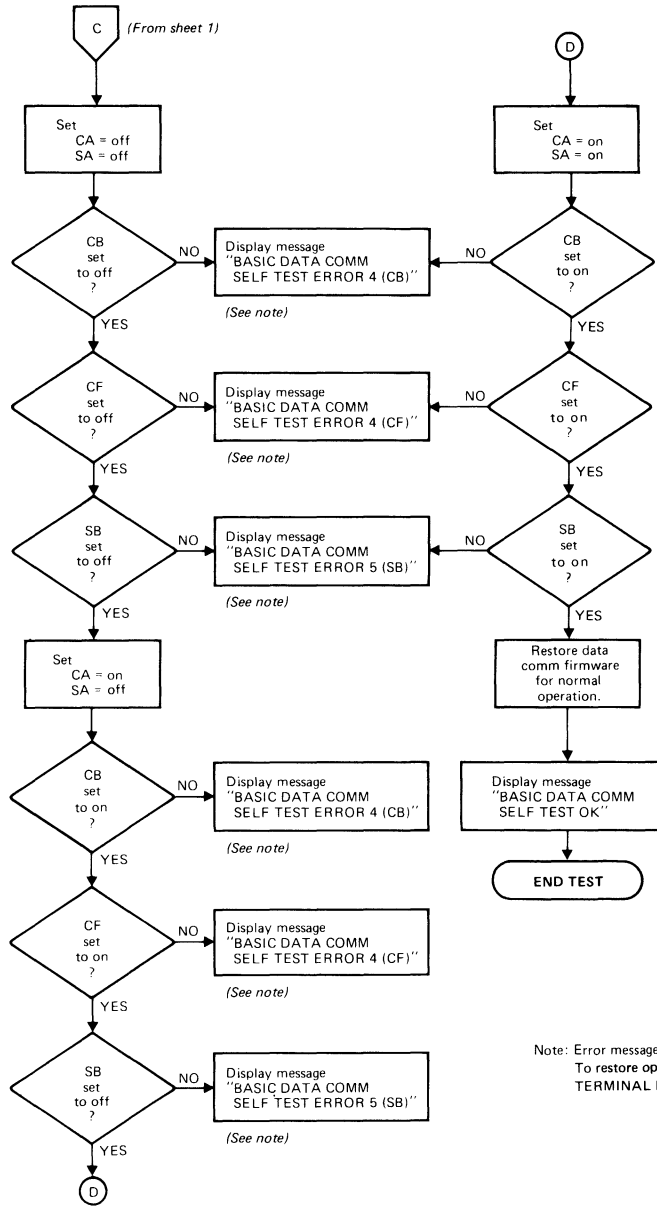 C
(From sheet 1)
Set
CA = off
SA = off
CB
set
to off
?
NO
YES
Display message
"BASIC DATA COMM
SELF TEST ERROR 4 (CB)"
(See note)
CF
set
to off
?
NO
YES
Display message
"BASIC DATA COMM
SELF TEST ERROR 4 (CF)"
(See note)
SB
set
to off
?
NO
YES
Display message
"BASIC DATA COMM
SELF TEST ERROR 5 (SB)"
(See note)
Set
CA = on
SA = off
CB
set
to on
?
NO
YES
Display message
"BASIC DATA COMM
SELF TEST ERROR 4 (CB)"
(See note)
CF
set
to on
?
NO
YES
Display message
"BASIC DATA COMM
SELF TEST ERROR 4 (CF)"
(See note)
SB
set
to off
?
NO
YES
Display message
"BASIC DATA COMM
SELF TEST ERROR 5 (SB)"
(See note)
D
D
Set
CA = on
SA = on
CB
set
to on
?
NO
YES
CF
set
to on
?
NO
YES
SB
set
to on
?
NO
YES
Restore data
comm firmware
for normal
operation.
Display message
"BASIC DATA COMM
SELF TEST OK"
END TEST
Note: Error message
To restore op
TERMINAL